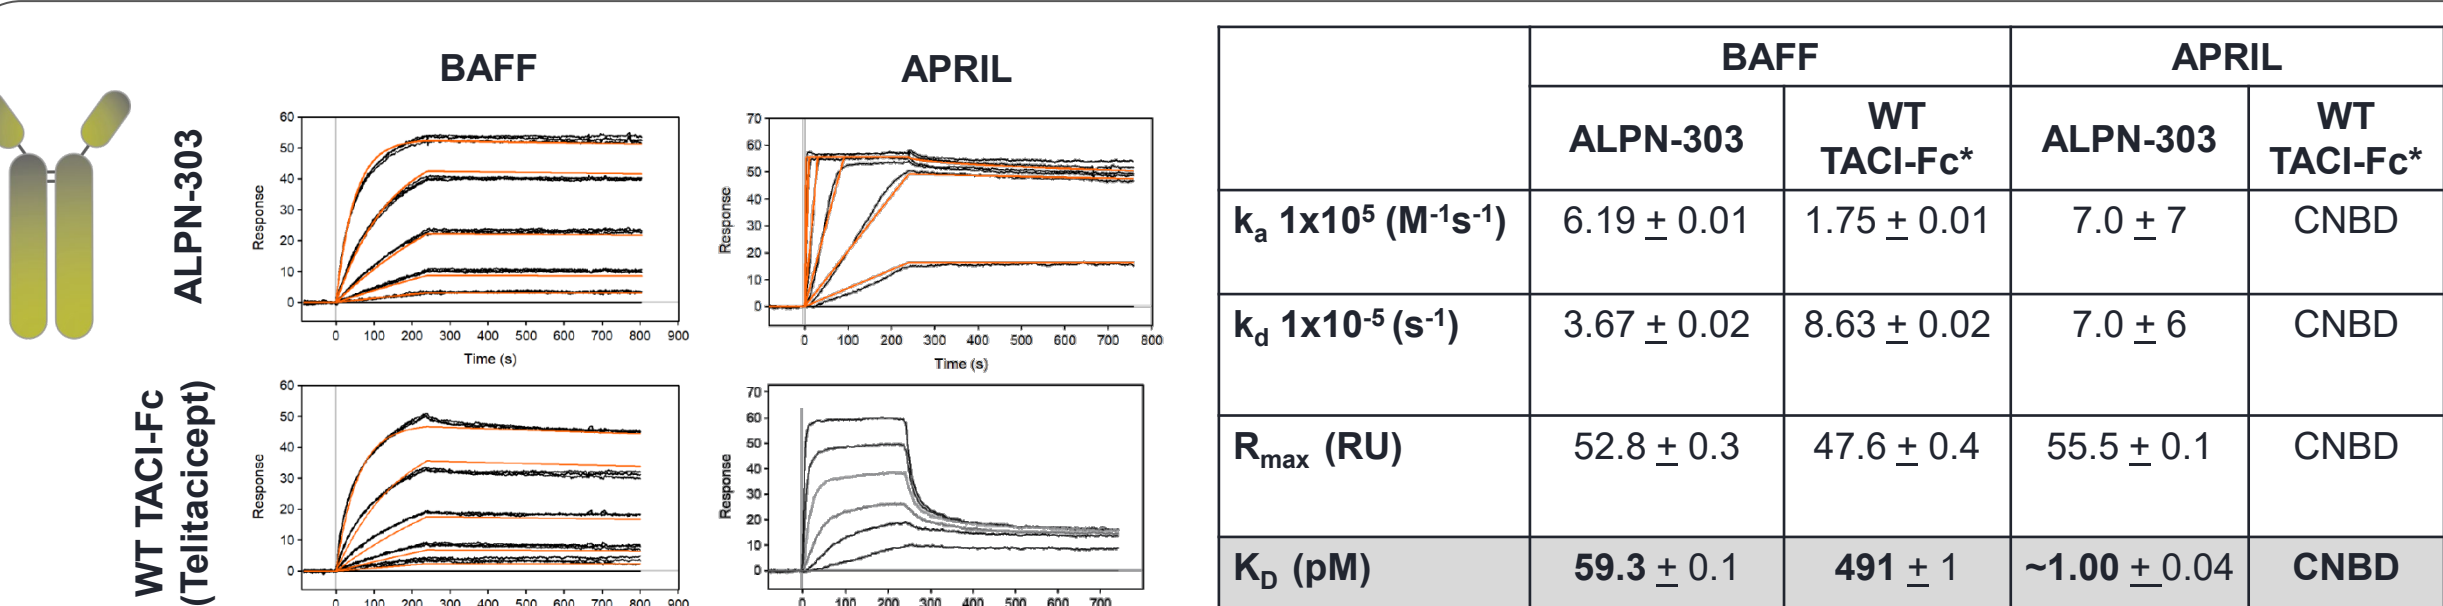 BAFF
APRIL
ALPN-303
60
50
40
30
20
10
0
Response
0 100 200 300 400 500 600 700 800 900
Time (s)
70
60
50
40
30
20
10
0
Response
0 100 200 300 400 500 600 700 800
Time (s)
WT TACI-Fc
(Telitacicept)
60
50
40
30
20
10
0
Response
0 100 200 300 400 500 600 700 800 900
70
60
50
40
30
20
10
0
Response
0 100 200 300 400 500 600 700
BAFF APRIL
ALPN-303 WT TACI-Fc* ALPN-303 WT TACI-Fc*
kₐ 1x10⁵ (M⁻¹s⁻¹) 6.19 ± 0.01 1.75 ± 0.01 7.0 ± 7 CNBD
k_d 1x10⁻⁵ (s⁻¹) 3.67 ± 0.02 8.63 ± 0.02 7.0 ± 6 CNBD
Rₘₐₓ (RU) 52.8 ± 0.3 47.6 ± 0.4 55.5 ± 0.1 CNBD
K_D (pM) 59.3 ± 0.1 491 ± 1 ~1.00 ± 0.04 CNBD